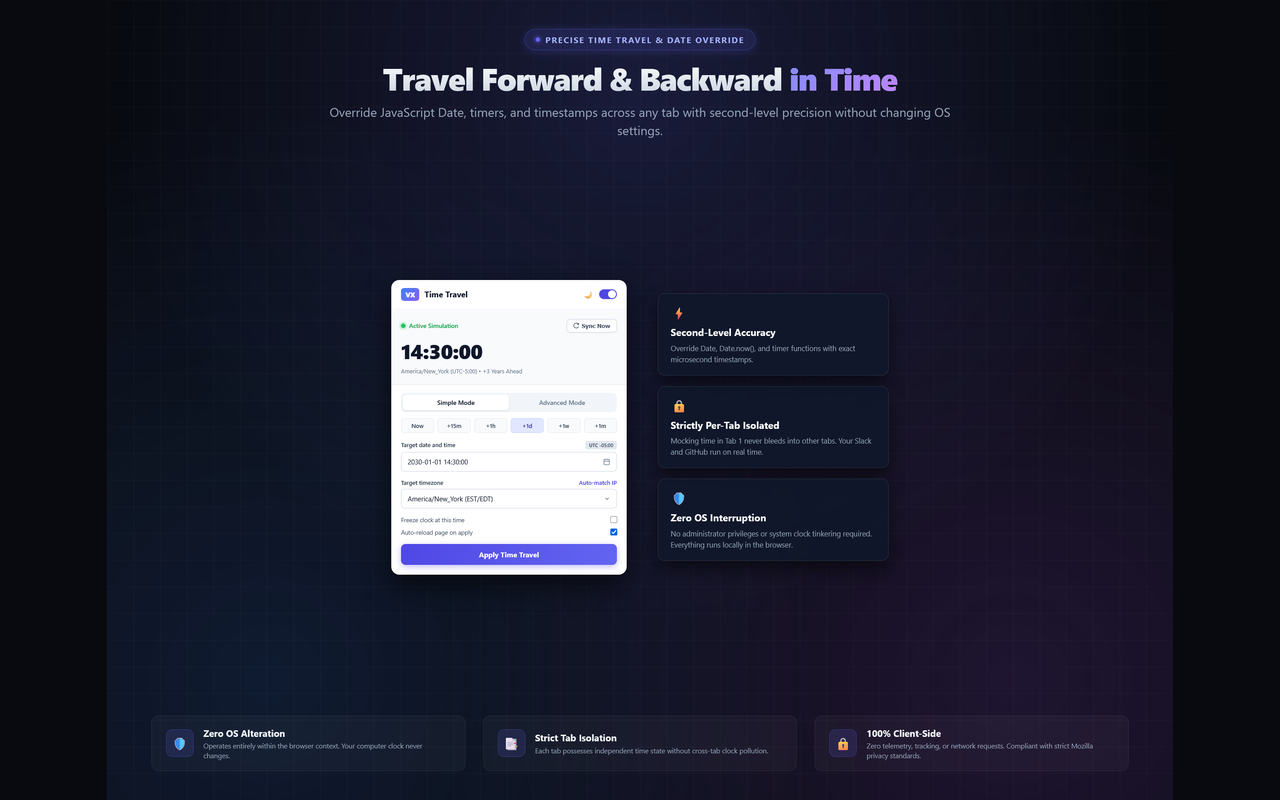 PRECISE TIME TRAVEL & DATE OVERRIDE
Travel Forward & Backward in Time
Override JavaScript Date, timers, and timestamps across any tab with second-level precision without changing OS
settings.
VX Time Travel
Active Simulation
Sync Now
14:30:00
America/New_York (UTC-5:00) • +3 Years Ahead
Simple Mode Advanced Mode
Now +15m +1h +1d +1w +1m
Target date and time UTC -05:00
2030-01-01 14:30:00
Target timezone Auto-match IP
America/New_York (EST/EDT)
Freeze clock at this time
Auto-reload page on apply
Apply Time Travel
Second-Level Accuracy
Override Date, Date.now(), and timer functions with exact
microsecond timestamps.
Strictly Per-Tab Isolated
Mocking time in Tab 1 never bleeds into other tabs. Your Slack
and GitHub run on real time.
Zero OS Interruption
No administrator privileges or system clock tinkering required.
Everything runs locally in the browser.
Zero OS Alteration
Operates entirely within the browser context. Your computer clock never
changes.
Strict Tab Isolation
Each tab possesses independent time state without cross-tab clock pollution.
100% Client-Side
Zero telemetry, tracking, or network requests. Compliant with strict Mozilla
privacy standards.